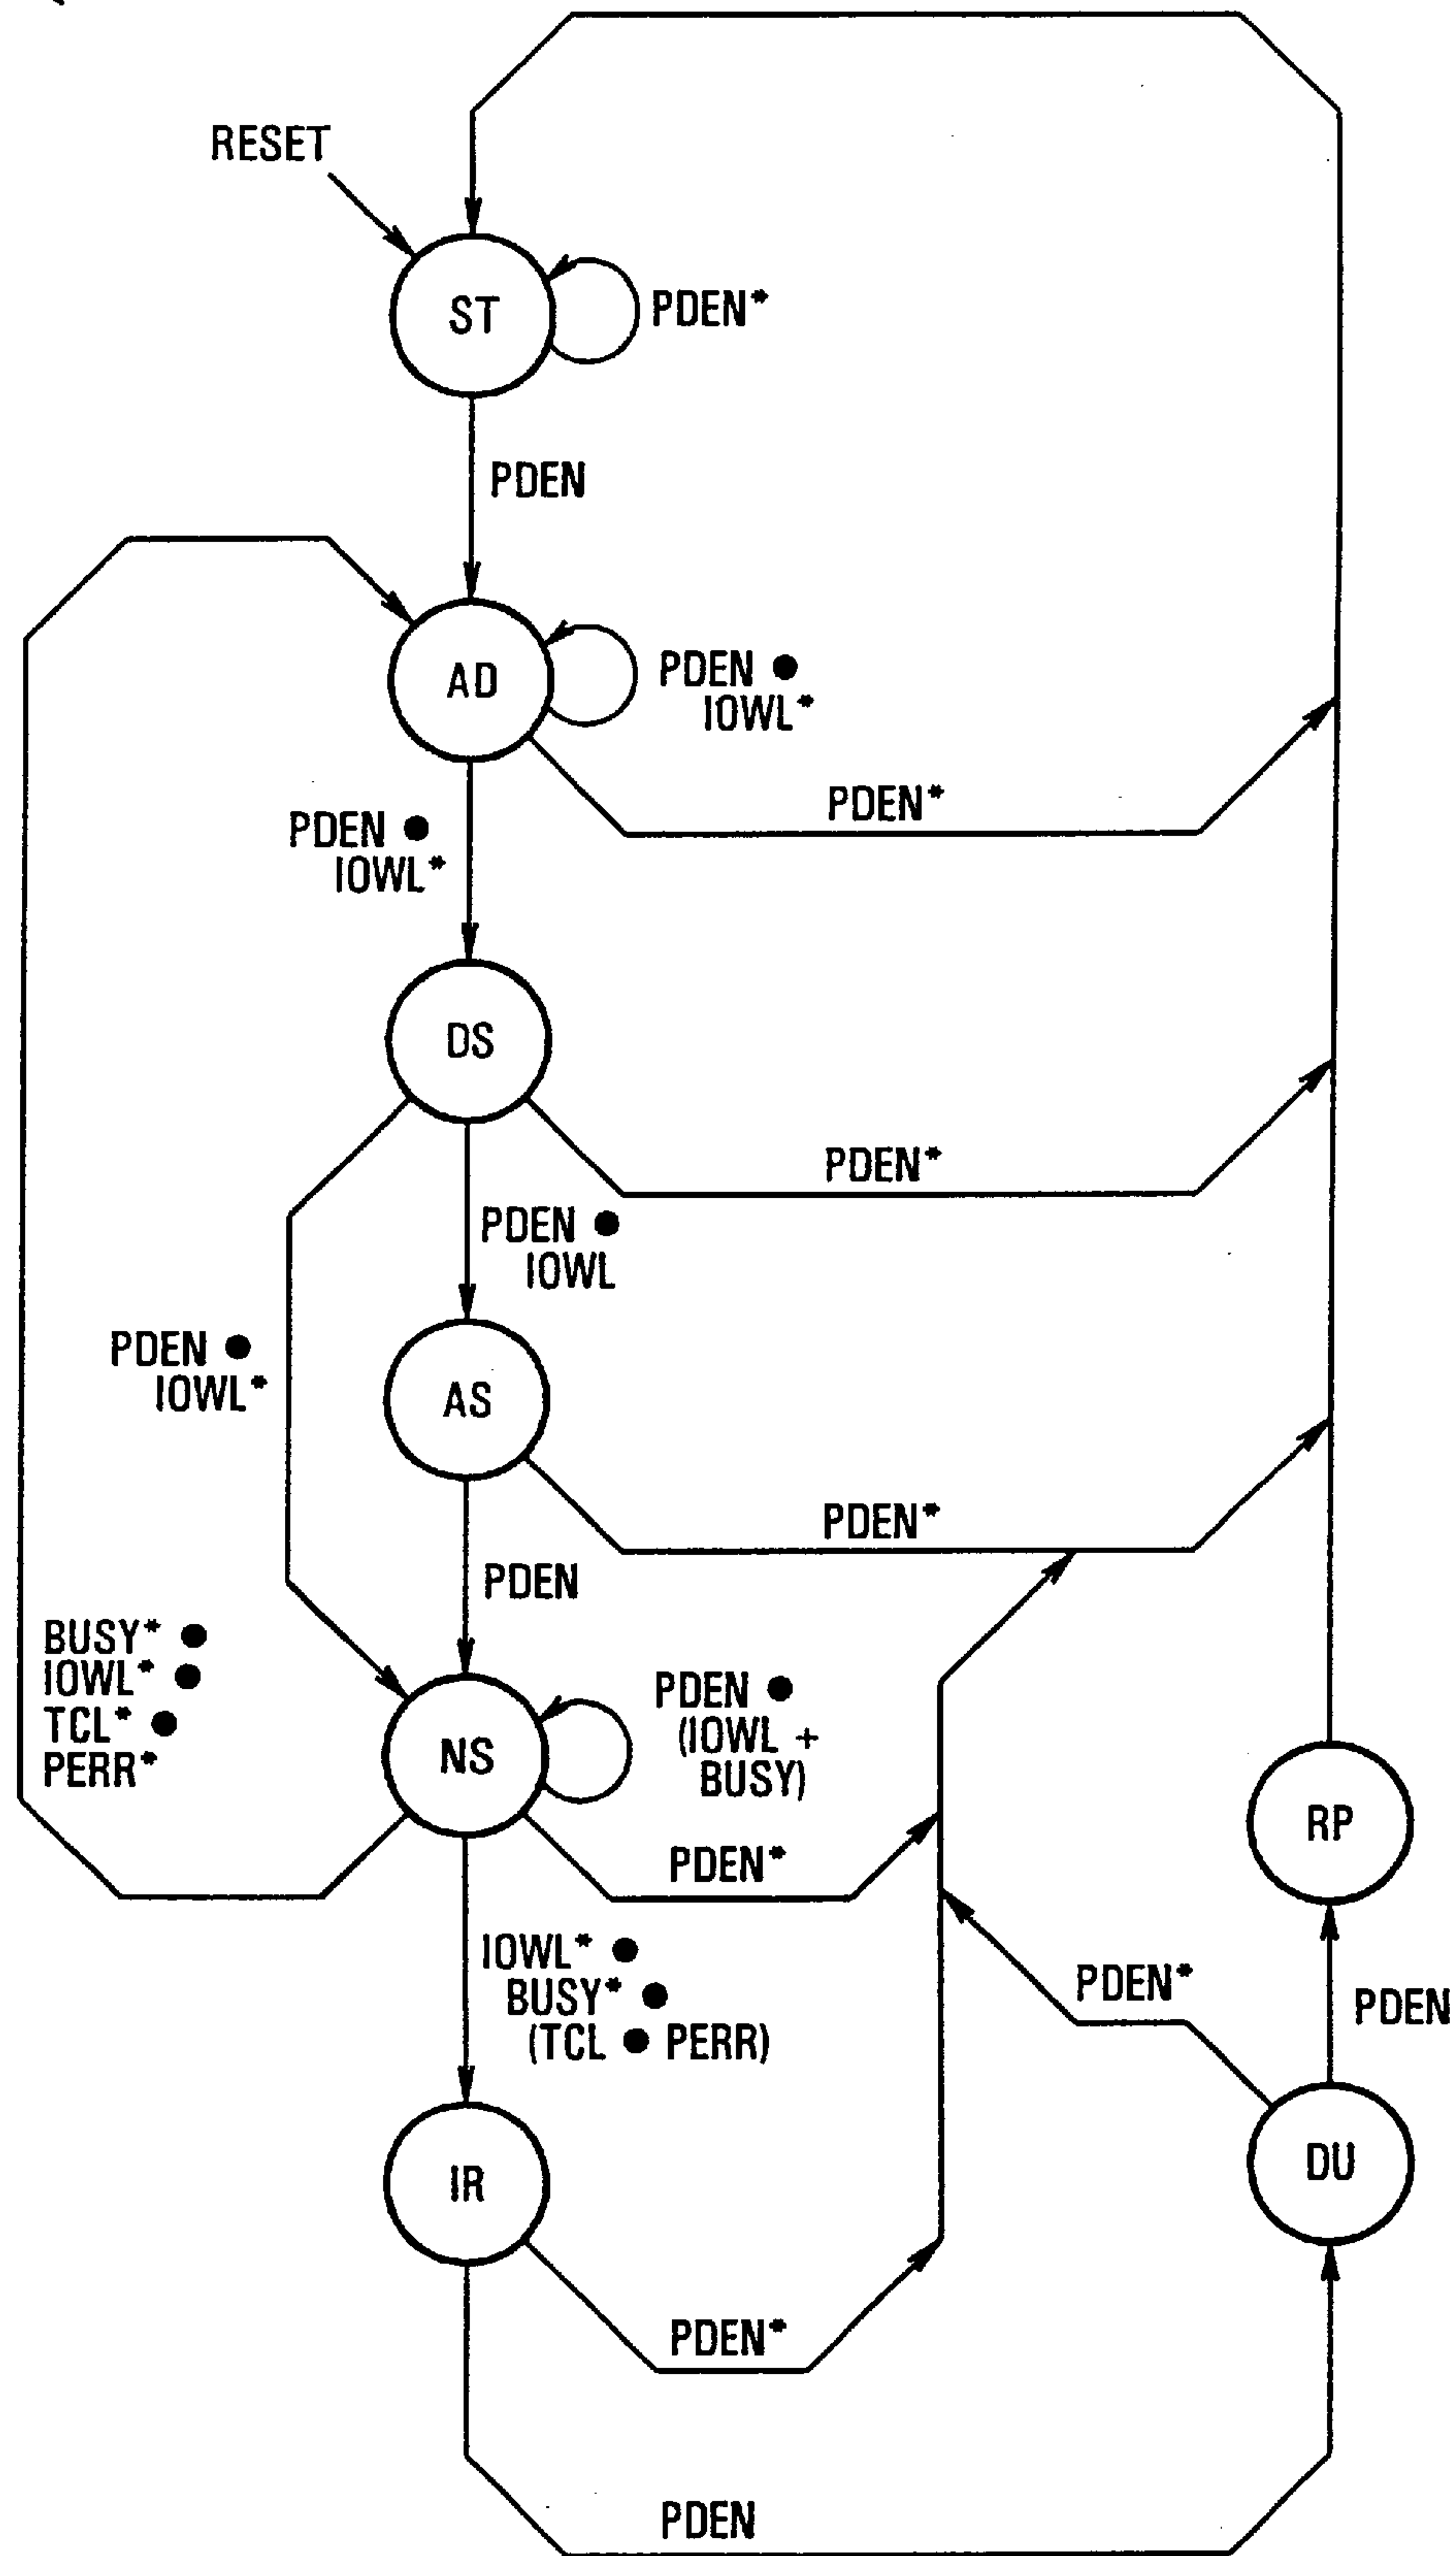 RESET
ST
PDEN*
PDEN
AD
PDEN ●
IOWL*
PDEN*
PDEN ●
IOWL*
DS
PDEN*
PDEN ●
IOWL
PDEN ●
IOWL*
AS
PDEN*
PDEN
BUSY* ●
IOWL* ●
TCL* ●
PERR*
NS
PDEN ●
(IOWL +
BUSY)
RP
PDEN*
IOWL* ●
BUSY* ●
(TCL ● PERR)
PDEN*
PDEN
IR
DU
PDEN*
PDEN